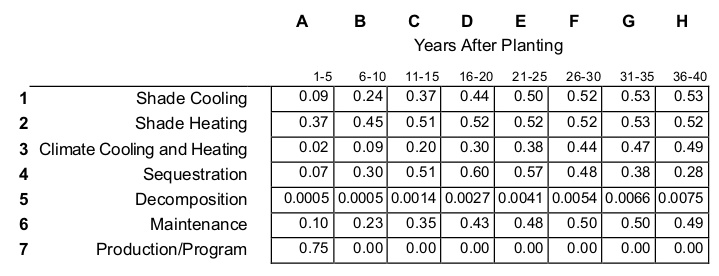 A B C D E F G H
Years After Planting
1-5 6-10 11-15 16-20 21-25 26-30 31-35 36-40
1 Shade Cooling 0.09 0.24 0.37 0.44 0.50 0.52 0.53 0.53
2 Shade Heating 0.37 0.45 0.51 0.52 0.52 0.52 0.53 0.52
3 Climate Cooling and Heating 0.02 0.09 0.20 0.30 0.38 0.44 0.47 0.49
4 Sequestration 0.07 0.30 0.51 0.60 0.57 0.48 0.38 0.28
5 Decomposition 0.0005 0.0005 0.0014 0.0027 0.0041 0.0054 0.0066 0.0075
6 Maintenance 0.10 0.23 0.35 0.43 0.48 0.50 0.50 0.49
7 Production/Program 0.75 0.00 0.00 0.00 0.00 0.00 0.00 0.00